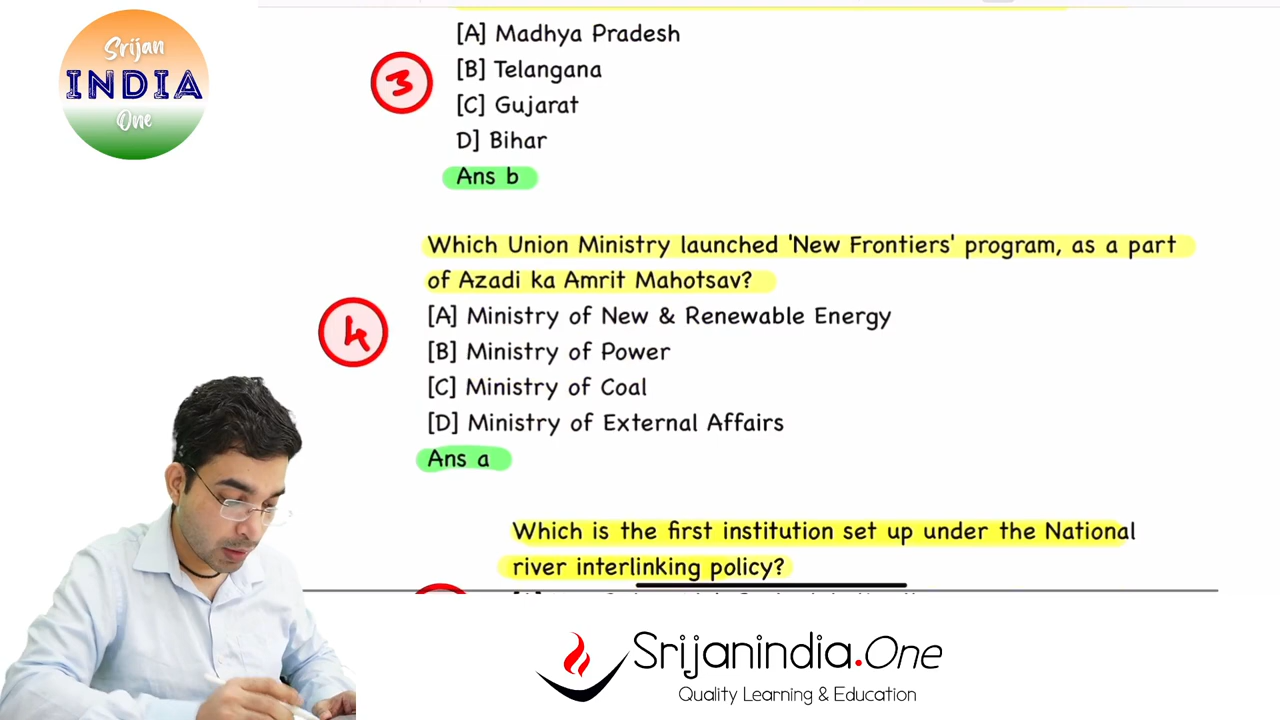 Srijan
INDIA
One
[A] Madhya Pradesh
3
[B] Telangana
[C] Gujarat
D] Bihar
Ans b
Which Union Ministry launched 'New Frontiers' program, as a part
of Azadi ka Amrit Mahotsav?
[A] Ministry of New & Renewable Energy
4
[B] Ministry of Power
[C] Ministry of Coal
[D] Ministry of External Affairs
Ans a
Which is the first institution set up under the National
river interlinking policy?
Srijanindia.One
Quality Learning & Education